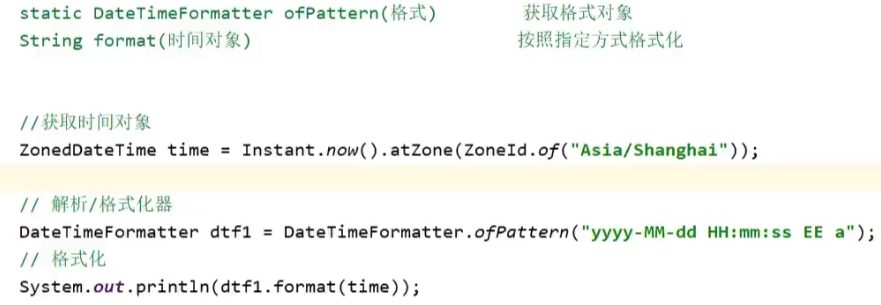 static DateTimeFormatter ofPattern(格式) 获取格式对象
String format(时间对象) 按照指定方式格式化
//获取时间对象
ZonedDateTime time = Instant.now().atZone(ZoneId.of("Asia/Shanghai"));
// 解析/格式化器
DateTimeFormatter dtf1 = DateTimeFormatter.ofPattern("yyyy-MM-dd HH:mm:ss EE a");
// 格式化
System.out.println(dtf1.format(time));